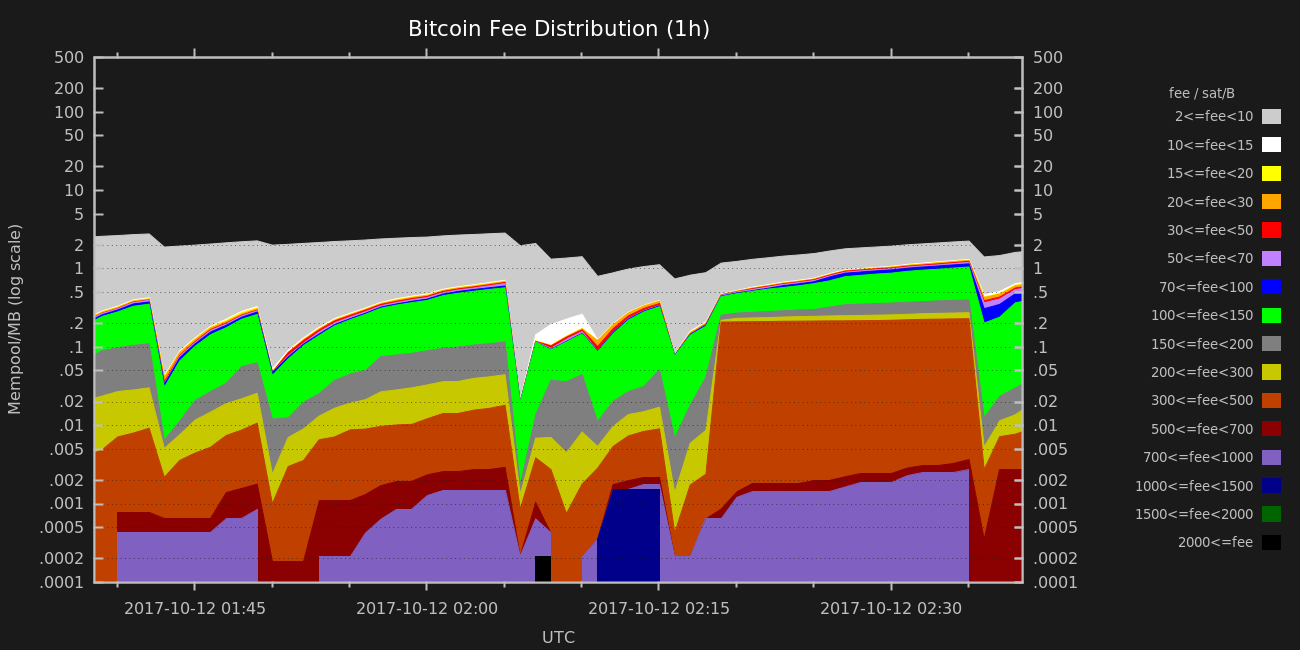 Bitcoin Fee Distribution (1h)
500 500
200 200
100 100
50 50
20 20
10 10
5 5
2 2
1 1
.5 .5
.2 .2
.1 .1
.05 .05
.02 .02
.01 .01
.005 .005
.002 .002
.001 .001
.0005 .0005
.0002 .0002
.0001 .0001
Mempool/MB (log scale)
2017-10-12 01:45 2017-10-12 02:00 2017-10-12 02:15 2017-10-12 02:30
UTC
fee / sat/B
2<=fee<10
10<=fee<15
15<=fee<20
20<=fee<30
30<=fee<50
50<=fee<70
70<=fee<100
100<=fee<150
150<=fee<200
200<=fee<300
300<=fee<500
500<=fee<700
700<=fee<1000
1000<=fee<1500
1500<=fee<2000
2000<=fee